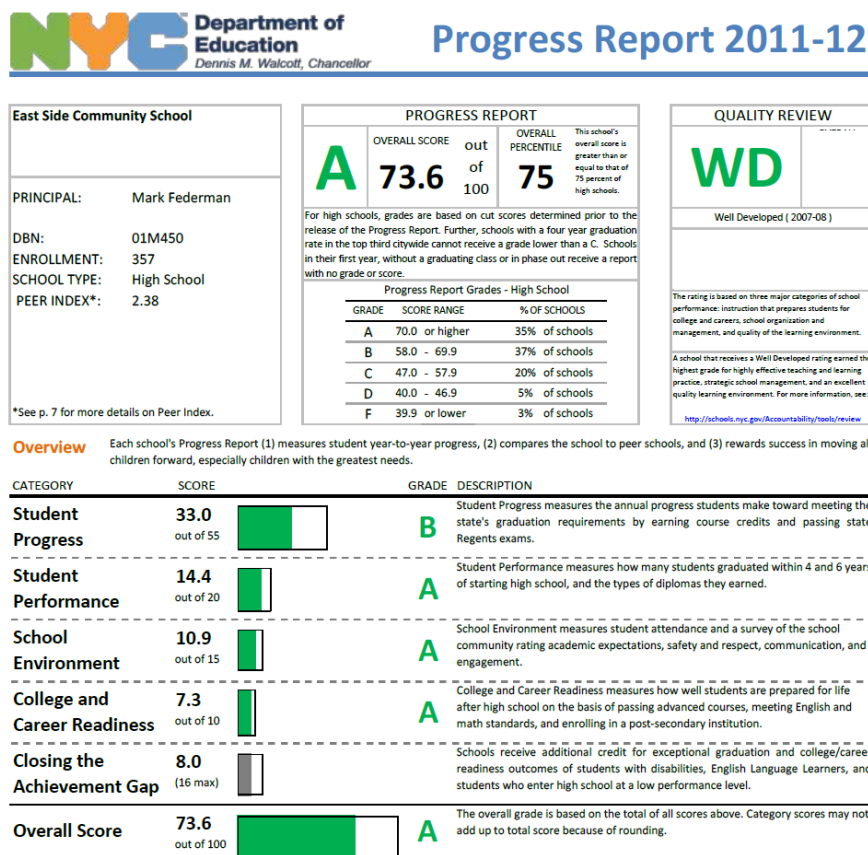 NYC Department of
Education
Dennis M. Walcott, Chancellor
Progress Report 2011-12
East Side Community School
PRINCIPAL: Mark Federman
DBN: 01M450
ENROLLMENT: 357
SCHOOL TYPE: High School
PEER INDEX*: 2.38
*See p. 7 for more details on Peer Index.
PROGRESS REPORT
A
OVERALL SCORE
73.6
out
of
100
OVERALL
PERCENTILE
75
This school's
overall score is
greater than or
equal to that of
75 percent of
high schools.
For high schools, grades are based on cut scores determined prior to the
release of the Progress Report. Further, schools with a four year graduation
rate in the top third citywide cannot receive a grade lower than a C. Schools
in their first year, without a graduating class or in phase out receive a report
with no grade or score.
Progress Report Grades - High School
GRADE SCORE RANGE % OF SCHOOLS
A 70.0 or higher 35% of schools
B 58.0 - 69.9 37% of schools
C 47.0 - 57.9 20% of schools
D 40.0 - 46.9 5% of schools
F 39.9 or lower 3% of schools
QUALITY REVIEW
WD
Well Developed ( 2007-08 )
The rating is based on three major categories of school
performance: instruction that prepares students for
college and careers, school organization and
management, and quality of the learning environment.
A school that receives a Well Developed rating earned the
highest grade for highly effective teaching and learning
practice, strategic school management, and an excellent
quality learning environment. For more information, see:
http://schools.nyc.gov/Accountability/tools/review
Overview Each school's Progress Report (1) measures student year-to-year progress, (2) compares the school to peer schools, and (3) rewards success in moving al
children forward, especially children with the greatest needs.
CATEGORY SCORE GRADE DESCRIPTION
Student
Progress
33.0
out of 55
B
Student Progress measures the annual progress students make toward meeting the
state's graduation requirements by earning course credits and passing state
Regents exams.
Student
Performance
14.4
out of 20
A
Student Performance measures how many students graduated within 4 and 6 years
of starting high school, and the types of diplomas they earned.
School
Environment
10.9
out of 15
A
School Environment measures student attendance and a survey of the school
community rating academic expectations, safety and respect, communication, and
engagement.
College and
Career Readiness
7.3
out of 10
A
College and Career Readiness measures how well students are prepared for life
after high school on the basis of passing advanced courses, meeting English and
math standards, and enrolling in a post-secondary institution.
Closing the
Achievement Gap
8.0
(16 max)
Schools receive additional credit for exceptional graduation and college/career
readiness outcomes of students with disabilities, English Language Learners, and
students who enter high school at a low performance level.
Overall Score
73.6
out of 100
A
The overall grade is based on the total of all scores above. Category scores may not
add up to total score because of rounding.